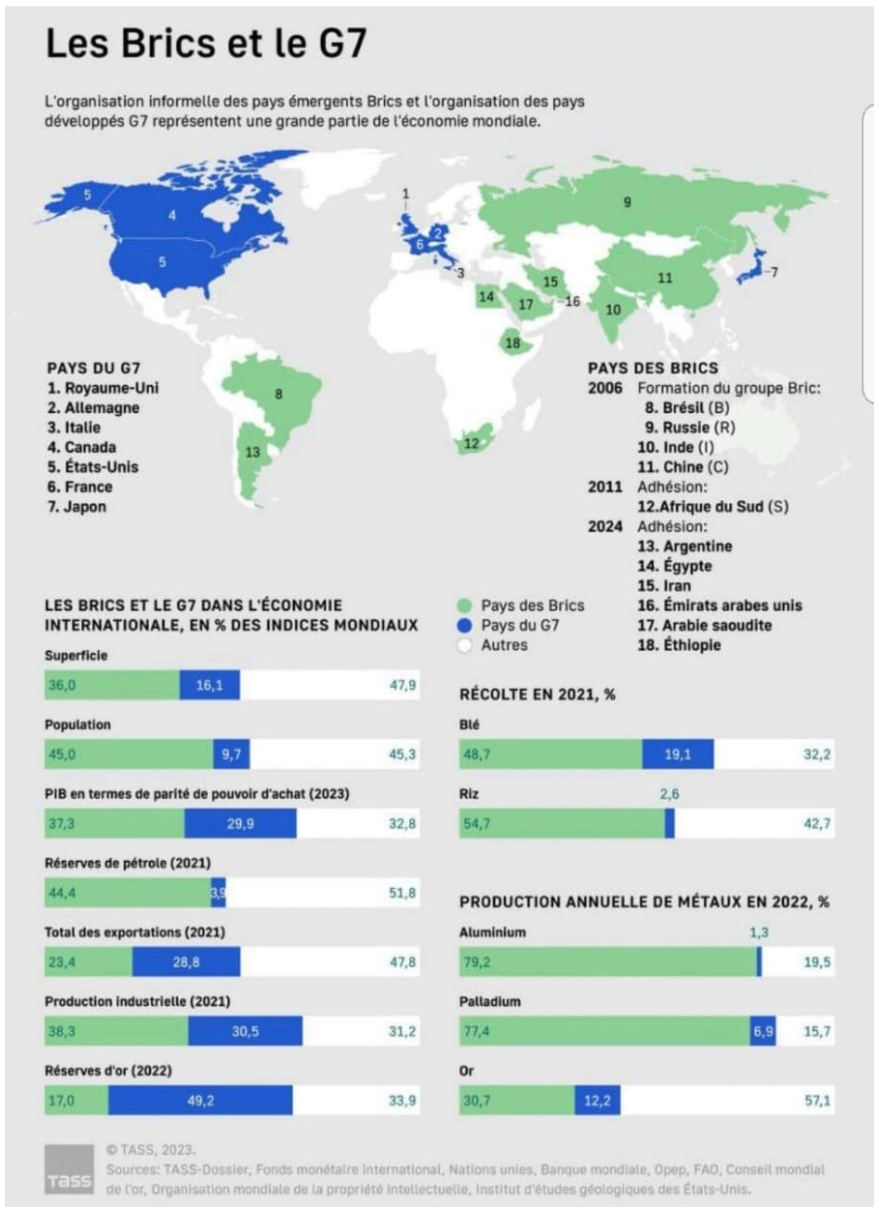 Les Brics et le G7
L'organisation informelle des pays émergents Brics et l'organisation des pays
développés G7 représentent une grande partie de l'économie mondiale.
5
4
5
1
2
6
3
9
7
11
15
14
17
16
10
18
8
13
12
PAYS DU G7
1. Royaume-Uni
2. Allemagne
3. Italie
4. Canada
5. États-Unis
6. France
7. Japon
PAYS DES BRICS
2006 Formation du groupe Bric:
8. Brésil (B)
9. Russie (R)
10. Inde (I)
11. Chine (C)
2011 Adhésion:
12.Afrique du Sud (S)
2024 Adhésion:
13. Argentine
14. Égypte
15. Iran
16. Émirats arabes unis
17. Arabie saoudite
18. Éthiopie
LES BRICS ET LE G7 DANS L'ÉCONOMIE
INTERNATIONALE, EN % DES INDICES MONDIAUX
Pays des Brics
Pays du G7
Autres
Superficie
36,0 16,1 47,9
Population
45,0 9,7 45,3
PIB en termes de parité de pouvoir d'achat (2023)
37,3 29,9 32,8
Réserves de pétrole (2021)
44,4 3,9 51,8
Total des exportations (2021)
23,4 28,8 47,8
Production industrielle (2021)
38,3 30,5 31,2
Réserves d'or (2022)
17,0 49,2 33,9
RÉCOLTE EN 2021, %
Blé
48,7 19,1 32,2
Riz
2,6
54,7 42,7
PRODUCTION ANNUELLE DE MÉTAUX EN 2022, %
Aluminium
1,3
79,2 19,5
Palladium
77,4 6,9 15,7
Or
30,7 12,2 57,1
TASS
© TASS, 2023.
Sources: TASS-Dossier, Fonds monétaire international, Nations unies, Banque mondiale, Opep, FAO, Conseil mondial
de l'or, Organisation mondiale de la propriété intellectuelle, Institut d'études géologiques des États-Unis.